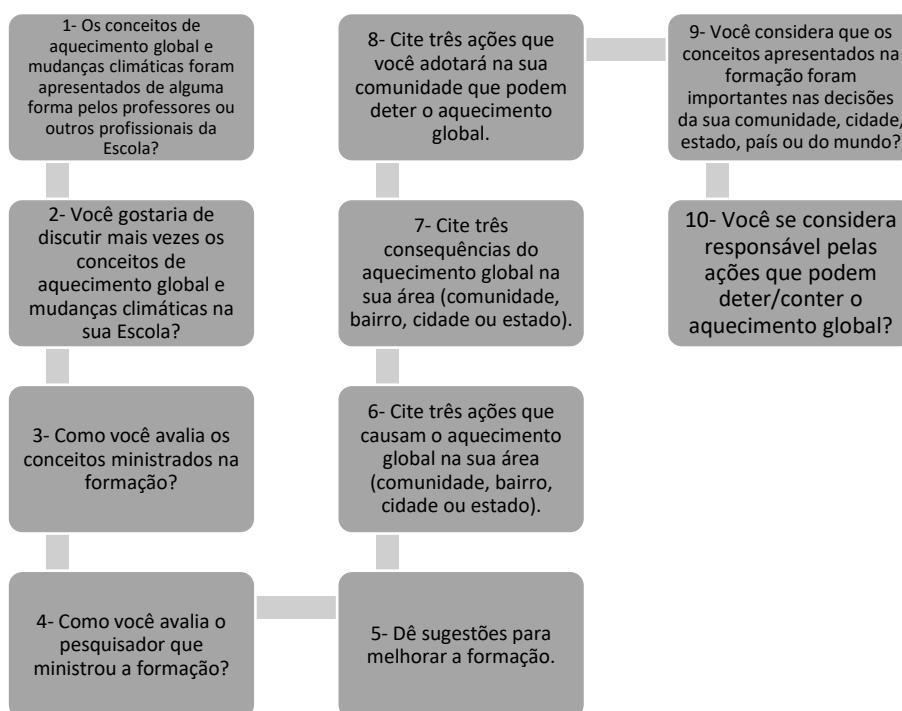 1- Os conceitos de
aquecimento global e
mudanças climáticas foram
apresentados de alguma
forma pelos professores ou
outros profissionais da
Escola?
2- Você gostaria de
discutir mais vezes os
conceitos de
aquecimento global e
mudanças climáticas na
sua Escola?
3- Como você avalia os
conceitos ministrados na
formação?
4- Como você avalia o
pesquisador que
ministrou a formação?
5- Dê sugestões para
melhorar a formação.
6- Cite três ações que
causam o aquecimento
global na sua área
(comunidade, bairro,
cidade ou estado).
7- Cite três
consequências do
aquecimento global na
sua área (comunidade,
bairro, cidade ou estado).
8- Cite três ações que
você adotará na sua
comunidade que podem
deter o aquecimento
global.
9- Você considera que os
conceitos apresentados na
formação foram
importantes nas decisões
da sua comunidade, cidade,
estado, país ou do mundo?
10- Você se considera
responsável pelas
ações que podem
deter/conter o
aquecimento global?